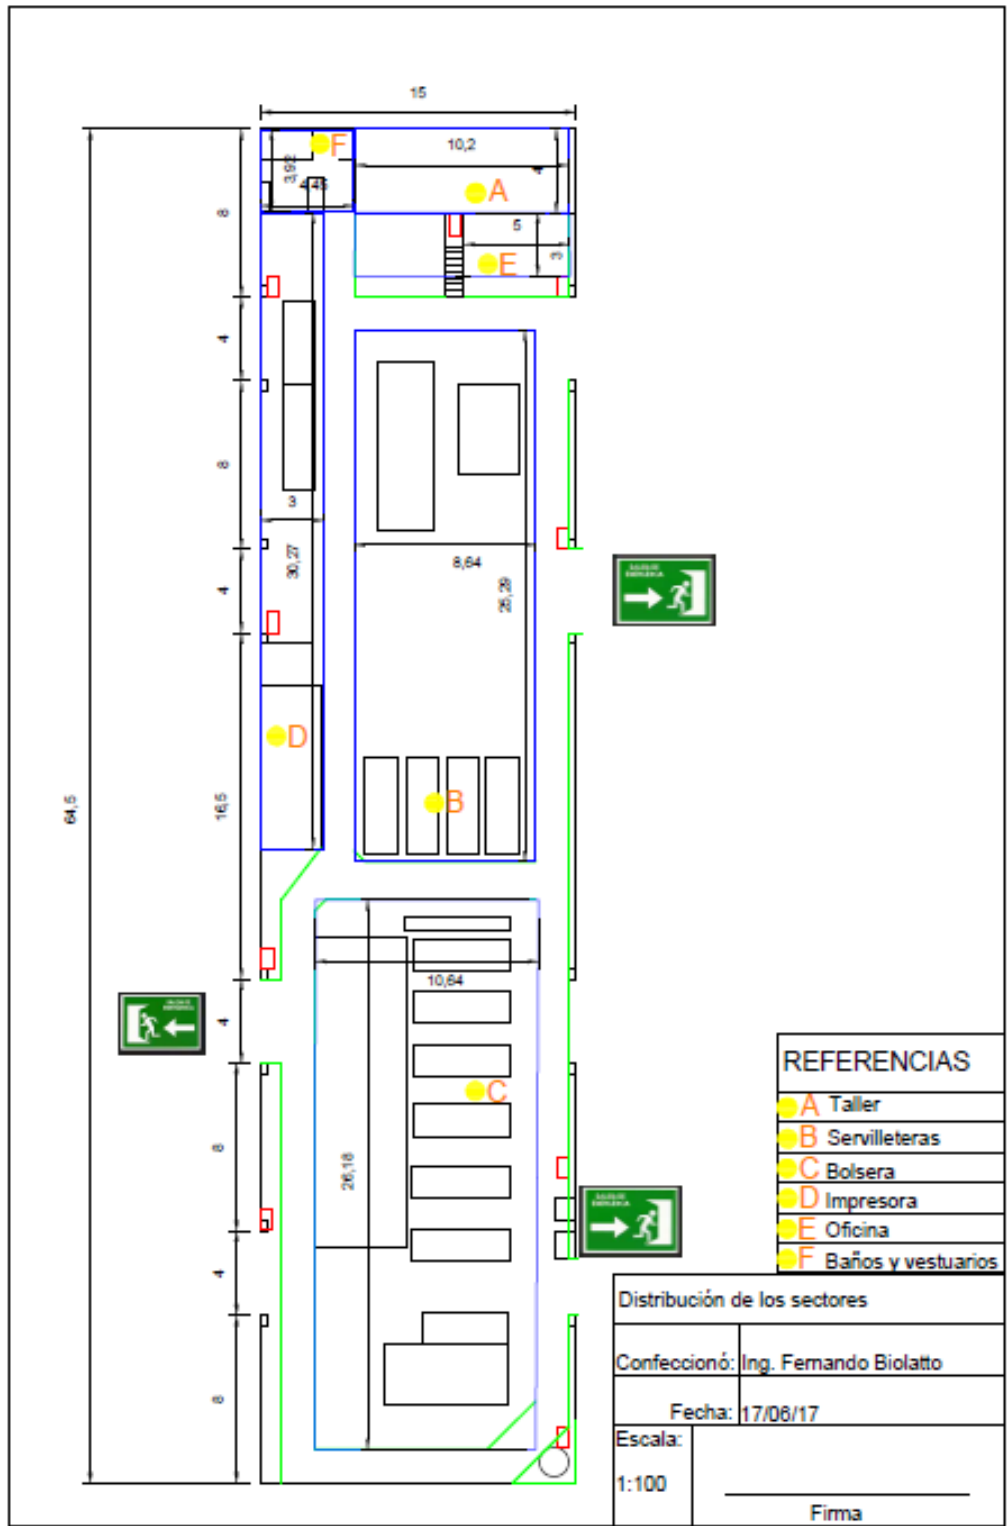 15
F
10,2
3,92
4
A
4,45
8
5
E
3
4
8
3
30,27
8,64
25,29
4
D
B
16,5
64,5
10,64
4
C
26,18
8
4
8
REFERENCIAS
A Taller
B Servilleteras
C Bolsera
D Impresora
E Oficina
F Baños y vestuarios
Distribución de los sectores
Confeccionó: Ing. Fernando Biolatto
Fecha: 17/06/17
Escala:
1:100
Firma